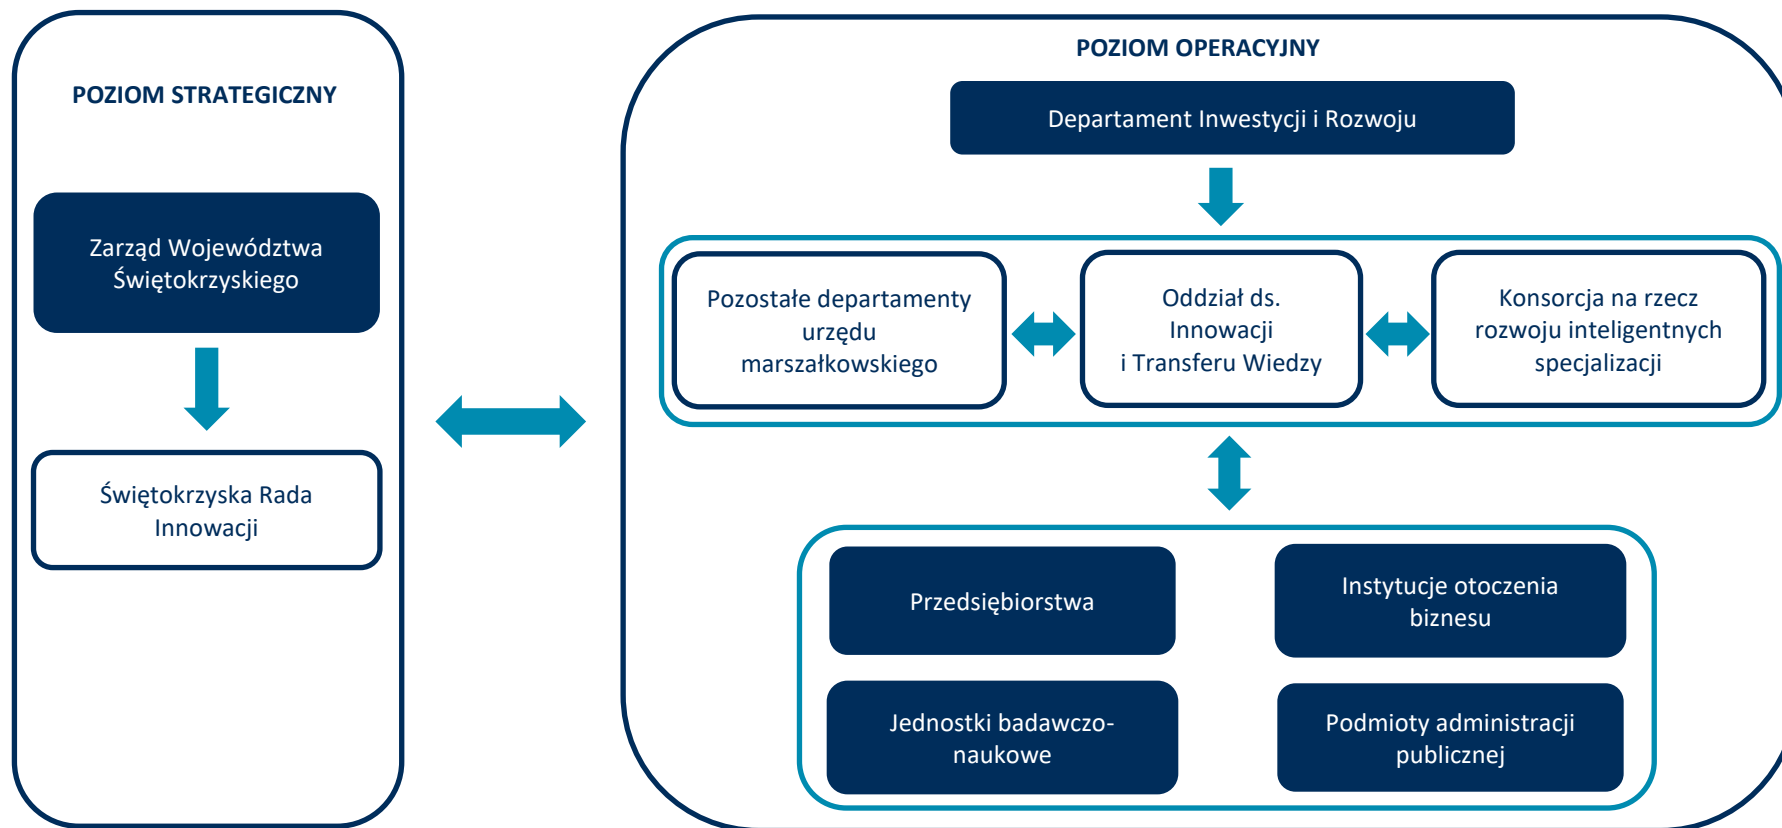 POZIOM STRATEGICZNY
Zarząd Województwa
Świętokrzyskiego
Świętokrzyska Rada
Innowacji
POZIOM OPERACYJNY
Departament Inwestycji i Rozwoju
Pozostałe departamenty
urzędu
marszałkowskiego
Oddział ds.
Innowacji
i Transferu Wiedzy
Konsorcja na rzecz
rozwoju inteligentnych
specjalizacji
Przedsiębiorstwa
Instytucje otoczenia
biznesu
Jednostki badawczo-
naukowe
Podmioty administracji
publicznej